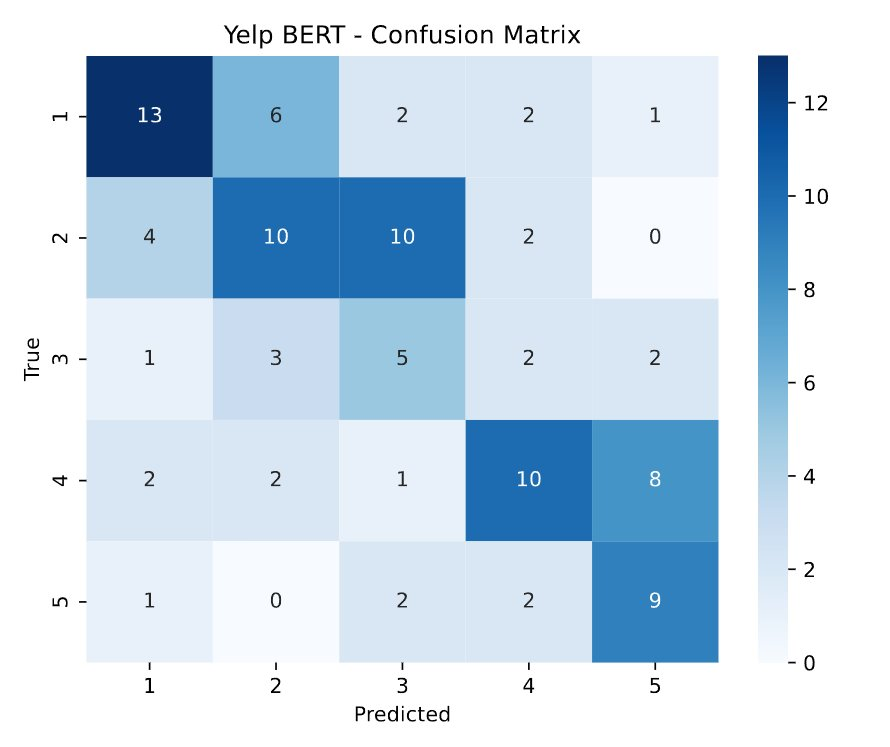 Yelp BERT - Confusion Matrix
1 13 6 2 2 1
2 4 10 10 2 0
3 1 3 5 2 2
4 2 2 1 10 8
5 1 0 2 2 9
1 2 3 4 5
True
Predicted
12
10
8
6
4
2
0